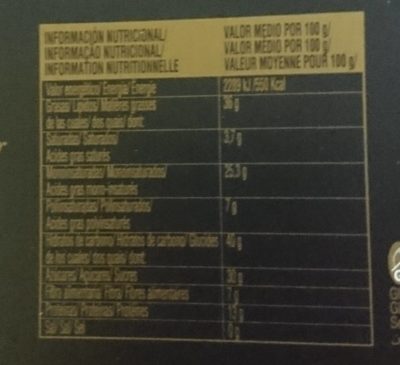 INFORMACIÓN NUTRICIONAL/ VALOR MEDIO POR 100 g/
INFORMAÇÃO NUTRICIONAL/ VALOR MÉDIO POR 100 g/
INFORMATION NUTRITIONNELLE VALEUR MOYENNE POUR 100 g/
Valor energético/ Energia/ Énergie 2289 kJ /550 Kcal
Grasas/ Lípidos/ Matières grasses 36 g
de las cuales/ dos quais/ dont:
Saturadas/ Saturados/ 3,7 g
Acides gras saturés
Monoinsaturadas/ Monoinsaturados/ 25.3 g
Acides gras mono-insaturés
Poliinsaturadas/ Polinsaturados/ 7 g
Acides gras polyinsaturés
Hidratos de carbono/ Hidratos de carbono/ Glucides 40 g
de los cuales/ dos quais/ dont:
Azúcares/ Açúcares/ Sucres
Fibra alimentaria/ Fibra/ Fibres alimentaires
Proteínas/ Proteínas/ Protéines
Sal/ Sal/ Sel